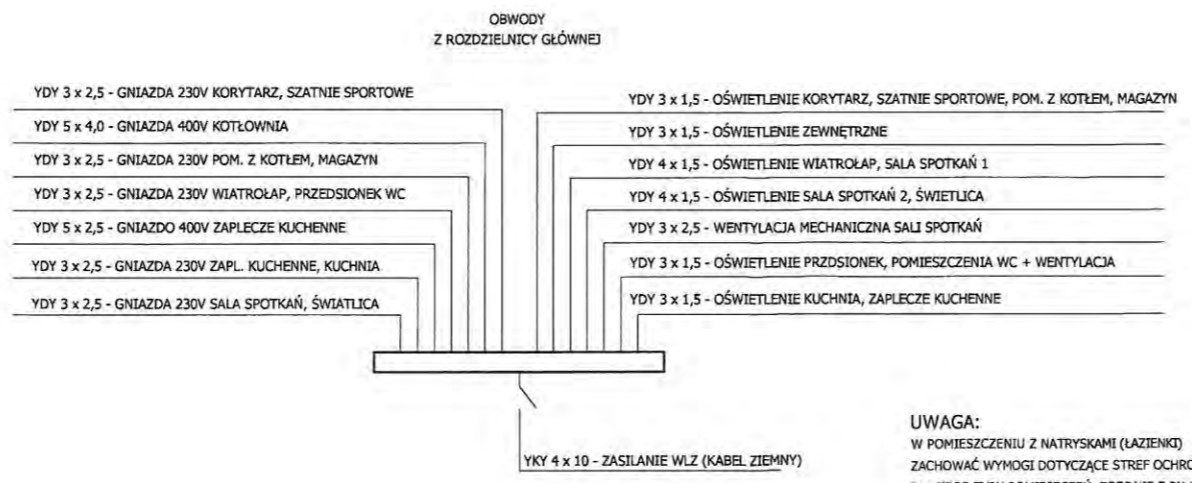 OBWODY
Z ROZDZIELNICY GŁÓWNEJ
YDY 3 x 2,5 - GNIAZDA 230V KORYTARZ, SZATNIE SPORTOWE
YDY 5 x 4,0 - GNIAZDA 400V KOTŁOWNIA
YDY 3 x 2,5 - GNIAZDA 230V POM. Z KOTŁEM, MAGAZYN
YDY 3 x 2,5 - GNIAZDA 230V WIATROŁAP, PRZEDSIONEK WC
YDY 5 x 2,5 - GNIAZDO 400V ZAPLECZE KUCHENNE
YDY 3 x 2,5 - GNIAZDA 230V ZAPL. KUCHENNE, KUCHNIA
YDY 3 x 2,5 - GNIAZDA 230V SALA SPOTKAŃ, ŚWIATLICA
YDY 3 x 1,5 - OŚWIETLENIE KORYTARZ, SZATNIE SPORTOWE, POM. Z KOTŁEM, MAGAZYN
YDY 3 x 1,5 - OŚWIETLENIE ZEWNĘTRZNE
YDY 4 x 1,5 - OŚWIETLENIE WIATROŁAP, SALA SPOTKAŃ 1
YDY 4 x 1,5 - OŚWIETLENIE SALA SPOTKAŃ 2, ŚWIETLICA
YDY 3 x 2,5 - WENTYLACJA MECHANICZNA SALI SPOTKAŃ
YDY 3 x 1,5 - OŚWIETLENIE PRZDSIONEK, POMIESZCZENIA WC + WENTYLACJA
YDY 3 x 1,5 - OŚWIETLENIE KUCHNIA, ZAPLECZE KUCHENNE
YKY 4 x 10 - ZASILANIE WLZ (KABEL ZIEMNY)
UWAGA:
W POMIESZCZENIU Z NATRYSKAMI (ŁAZIENKI)
ZACHOWAĆ WYMOGI DOTYCZĄCE STREF OCHRO